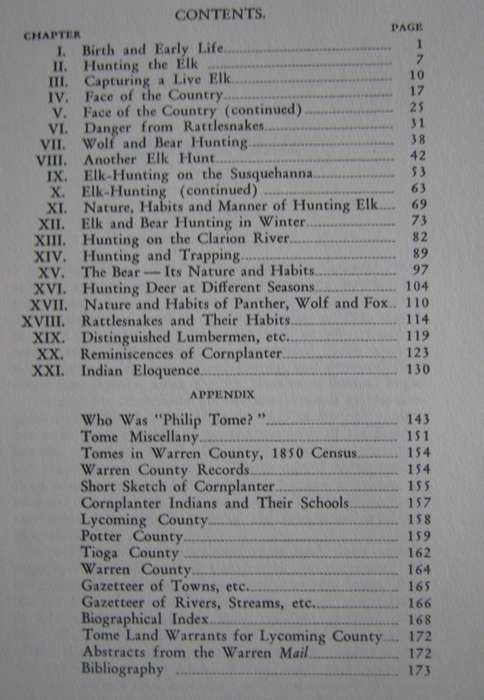 CONTENTS.
CHAPTER PAGE
I. Birth and Early Life 1
II. Hunting the Elk 7
III. Capturing a Live Elk 10
IV. Face of the Country 17
V. Face of the Country (continued) 25
VI. Danger from Rattlesnakes 31
VII. Wolf and Bear Hunting 38
VIII. Another Elk Hunt 42
IX. Elk-Hunting on the Susquehanna 53
X. Elk-Hunting (continued) 63
XI. Nature, Habits and Manner of Hunting Elk 69
XII. Elk and Bear Hunting in Winter 73
XIII. Hunting on the Clarion River 82
XIV. Hunting and Trapping 89
XV. The Bear — Its Nature and Habits 97
XVI. Hunting Deer at Different Seasons 104
XVII. Nature and Habits of Panther, Wolf and Fox 110
XVIII. Rattlesnakes and Their Habits 114
XIX. Distinguished Lumbermen, etc. 119
XX. Reminiscences of Cornplanter 123
XXI. Indian Eloquence 130
APPENDIX
Who Was "Philip Tome?" 143
Tome Miscellany 151
Tomes in Warren County, 1850 Census 154
Warren County Records 154
Short Sketch of Cornplanter 155
Cornplanter Indians and Their Schools 157
Lycoming County 158
Potter County 159
Tioga County 162
Warren County 164
Gazetteer of Towns, etc. 165
Gazetteer of Rivers, Streams, etc. 166
Biographical Index 168
Tome Land Warrants for Lycoming County 172
Abstracts from the Warren Mail 172
Bibliography 173